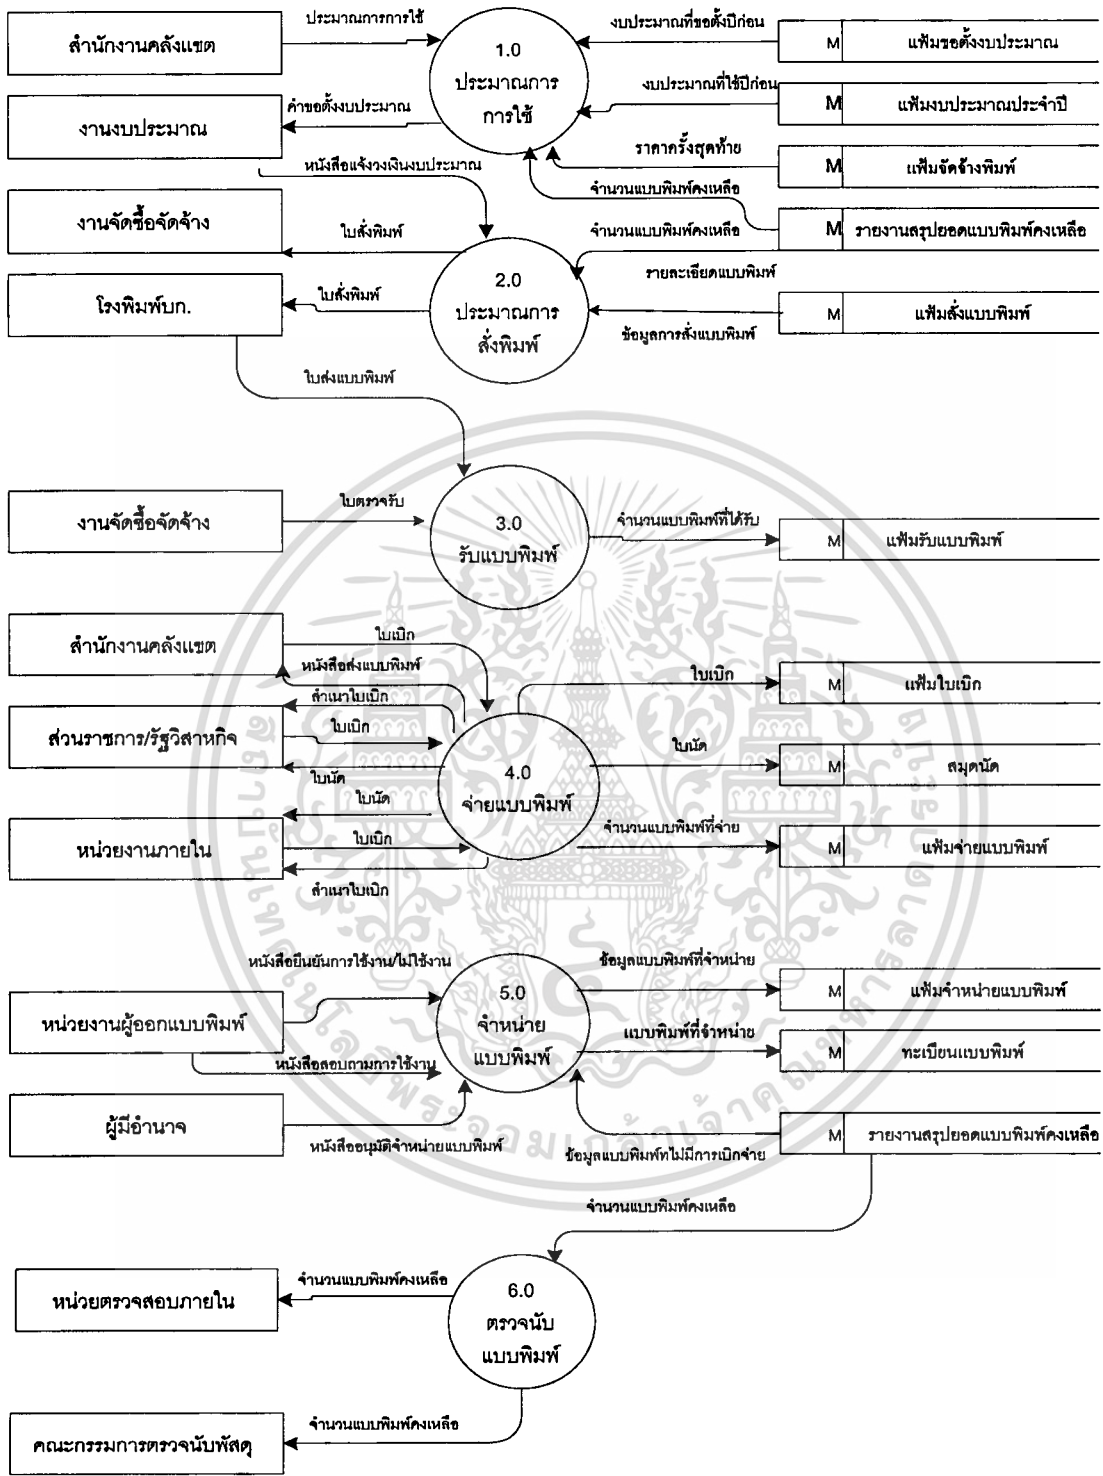 สำนักงานคลังเขต
ประมาณการการใช้
1.0
ประมาณการ
การใช้
งบประมาณที่ขอตั้งปีก่อน
M แฟ้มขอตั้งงบประมาณ
งบประมาณที่ใช้ปีก่อน
M แฟ้มงบประมาณประจำปี
งานงบประมาณ
คำขอตั้งงบประมาณ
ราคาครั้งสุดท้าย
M แฟ้มจัดจ้างพิมพ์
หนังสือแจ้งวงเงินงบประมาณ
จำนวนแบบพิมพ์คงเหลือ
งานจัดซื้อจัดจ้าง
ใบสั่งพิมพ์
จำนวนแบบพิมพ์คงเหลือ
M รายงานสรุปยอดแบบพิมพ์คงเหลือ
2.0
ประมาณการ
สั่งพิมพ์
รายละเอียดแบบพิมพ์
โรงพิมพ์บก.
ใบสั่งพิมพ์
M แฟ้มสั่งแบบพิมพ์
ข้อมูลการสั่งแบบพิมพ์
ใบส่งแบบพิมพ์
งานจัดซื้อจัดจ้าง
ใบตรวจรับ
3.0
รับแบบพิมพ์
จำนวนแบบพิมพ์ที่ได้รับ
M แฟ้มรับแบบพิมพ์
สำนักงานคลังเขต
ใบเบิก
หนังสือส่งแบบพิมพ์
ใบเบิก
M แฟ้มใบเบิก
สำเนาใบเบิก
ส่วนราชการ/รัฐวิสาหกิจ
ใบเบิก
ใบนัด
4.0
จ่ายแบบพิมพ์
ใบนัด
M สมุดนัด
ใบนัด
หน่วยงานภายใน
ใบเบิก
สำเนาใบเบิก
จำนวนแบบพิมพ์ที่จ่าย
M แฟ้มจ่ายแบบพิมพ์
หนังสือยืนยันการใช้งาน/ไม่ใช้งาน
หน่วยงานผู้ออกแบบพิมพ์
หนังสือสอบถามการใช้งาน
5.0
จำหน่าย
แบบพิมพ์
ข้อมูลแบบพิมพ์ที่จำหน่าย
M แฟ้มจำหน่ายแบบพิมพ์
แบบพิมพ์ที่จำหน่าย
M ทะเบียนแบบพิมพ์
ผู้มีอำนาจ
หนังสืออนุมัติจำหน่ายแบบพิมพ์
ข้อมูลแบบพิมพ์ที่ไม่มีการเบิกจ่าย
M รายงานสรุปยอดแบบพิมพ์คงเหลือ
จำนวนแบบพิมพ์คงเหลือ
หน่วยตรวจสอบภายใน
จำนวนแบบพิมพ์คงเหลือ
6.0
ตรวจนับ
แบบพิมพ์
คณะกรรมการตรวจนับพัสดุ
จำนวนแบบพิมพ์คงเหลือ
สถาบันเทคโนโลยีพระจอมเกล้าเจ้าคุณทหารลาดกระบัง